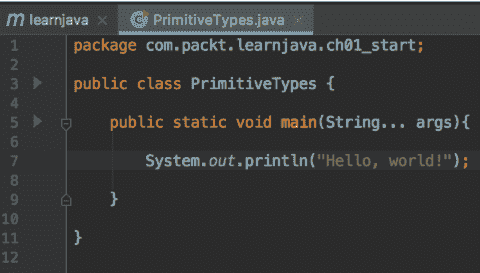 m learnjava
PrimitiveTypes.java
1 package com.packt.learnjava.ch01_start;
2
3 public class PrimitiveTypes {
4
5 public static void main(String... args){
6
7 System.out.println("Hello, world!");
8
9 }
10
11 }
12